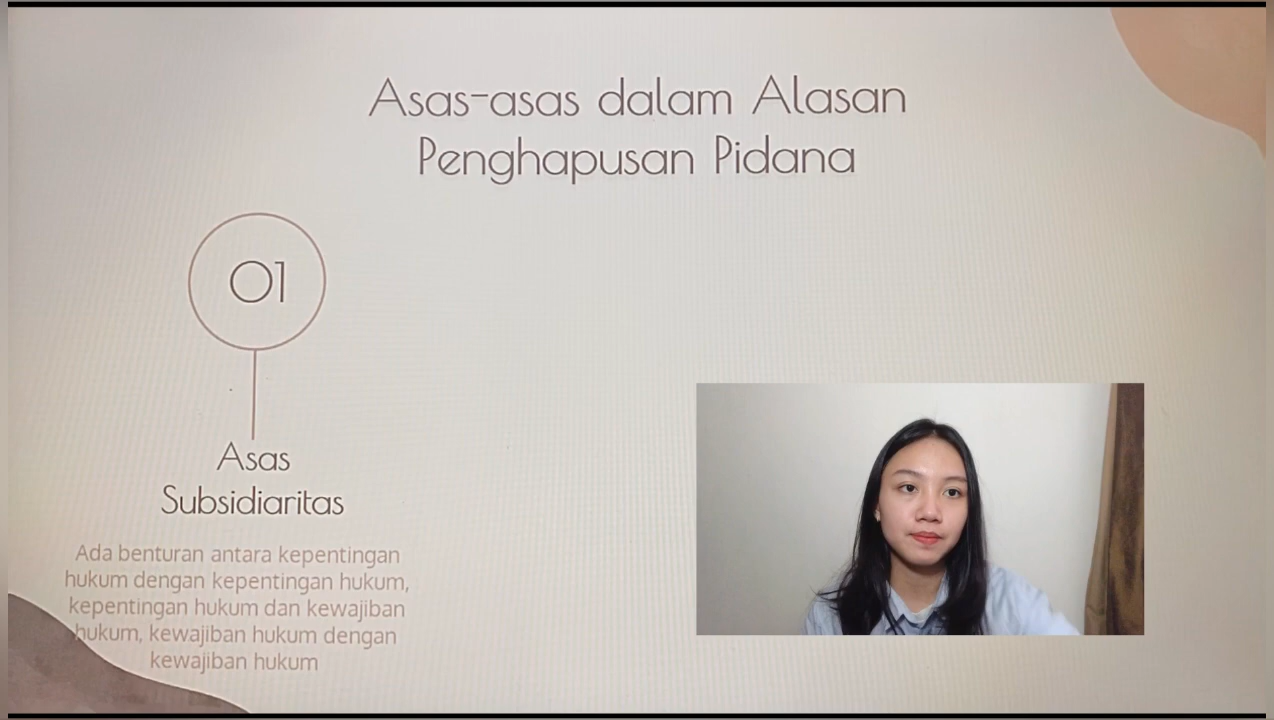 Asas-asas dalam Alasan
Penghapusan Pidana
01
Asas
Subsidiaritas
Ada benturan antara kepentingan
hukum dengan kepentingan hukum,
kepentingan hukum dan kewajiban
hukum, kewajiban hukum dengan
kewajiban hukum